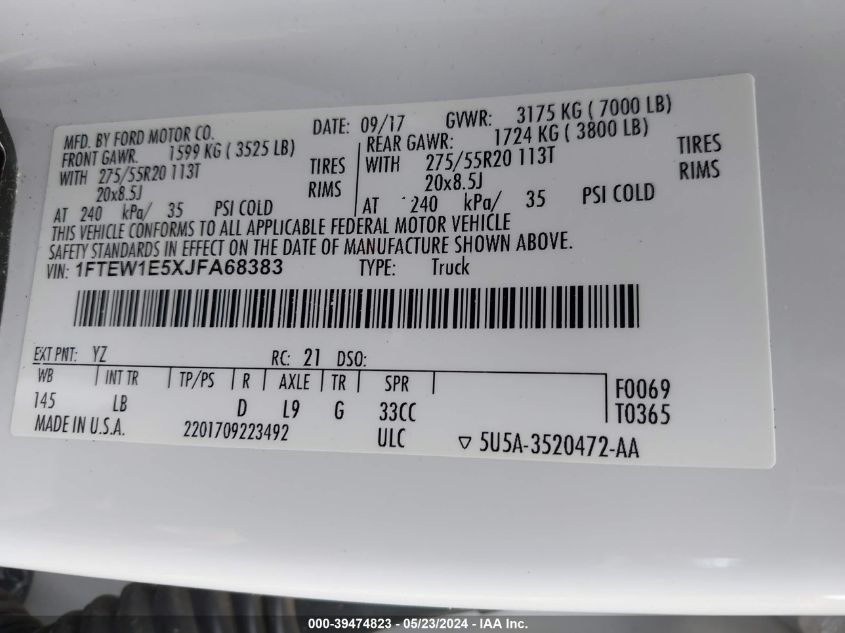 MFD. BY FORD MOTOR CO. DATE: 09/17 GVWR: 3175 KG ( 7000 LB)
FRONT GAWR: 1599 KG ( 3525 LB) REAR GAWR: 1724 KG ( 3800 LB)
WITH 275/55R20 113T TIRES WITH 275/55R20 113T TIRES
20x8.5J RIMS 20x8.5J RIMS
AT 240 kPa/ 35 PSI COLD AT 240 kPa/ 35 PSI COLD
THIS VEHICLE CONFORMS TO ALL APPLICABLE FEDERAL MOTOR VEHICLE
SAFETY STANDARDS IN EFFECT ON THE DATE OF MANUFACTURE SHOWN ABOVE.
VIN: 1FTEW1E5XJFA68383 TYPE: Truck
EXT PNT: YZ RC: 21 DSO:
WB INT TR TP/PS R AXLE TR SPR F0069
145 LB D L9 G 33CC T0365
MADE IN U.S.A. 2201709223492 ULC ▽ 5U5A-3520472-AA
000-39474823 - 05/23/2024 - IAA Inc.